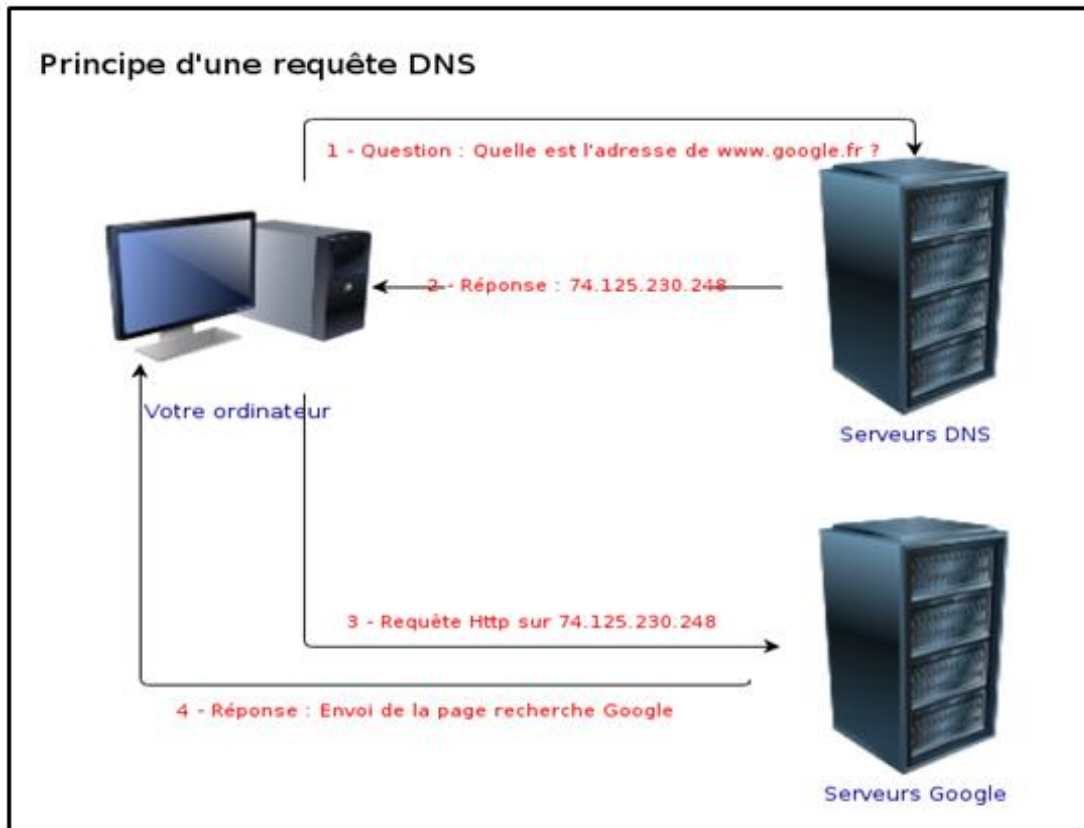 Principe d'une requête DNS
1 - Question : Quelle est l'adresse de www.google.fr ?
2 - Réponse : 74.125.230.248
Votre ordinateur
Serveurs DNS
3 - Requête Http sur 74.125.230.248
4 - Réponse : Envoi de la page recherche Google
Serveurs Google